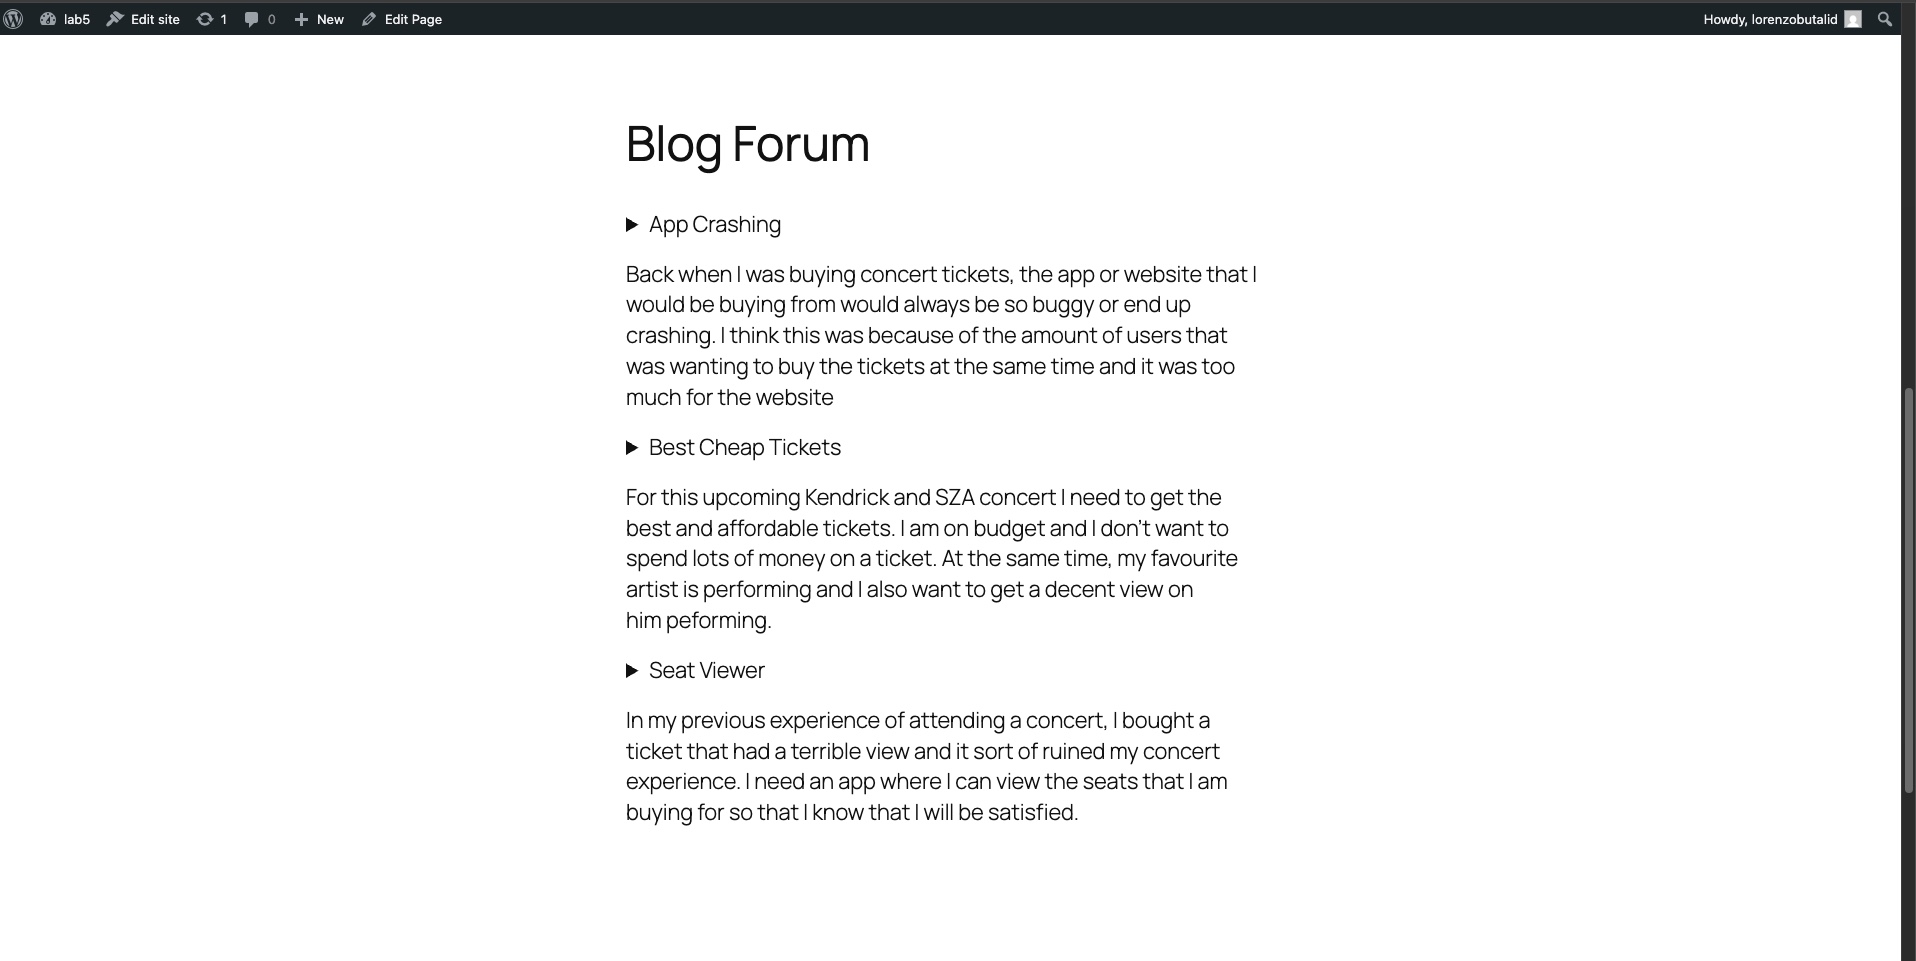 lab5 Edit site 1 0 New Edit Page Howdy, lorenzobutalid
Blog Forum
App Crashing
Back when I was buying concert tickets, the app or website that I
would be buying from would always be so buggy or end up
crashing. I think this was because of the amount of users that
was wanting to buy the tickets at the same time and it was too
much for the website
Best Cheap Tickets
For this upcoming Kendrick and SZA concert I need to get the
best and affordable tickets. I am on budget and I don’t want to
spend lots of money on a ticket. At the same time, my favourite
artist is performing and I also want to get a decent view on
him peforming.
Seat Viewer
In my previous experience of attending a concert, I bought a
ticket that had a terrible view and it sort of ruined my concert
experience. I need an app where I can view the seats that I am
buying for so that I know that I will be satisfied.